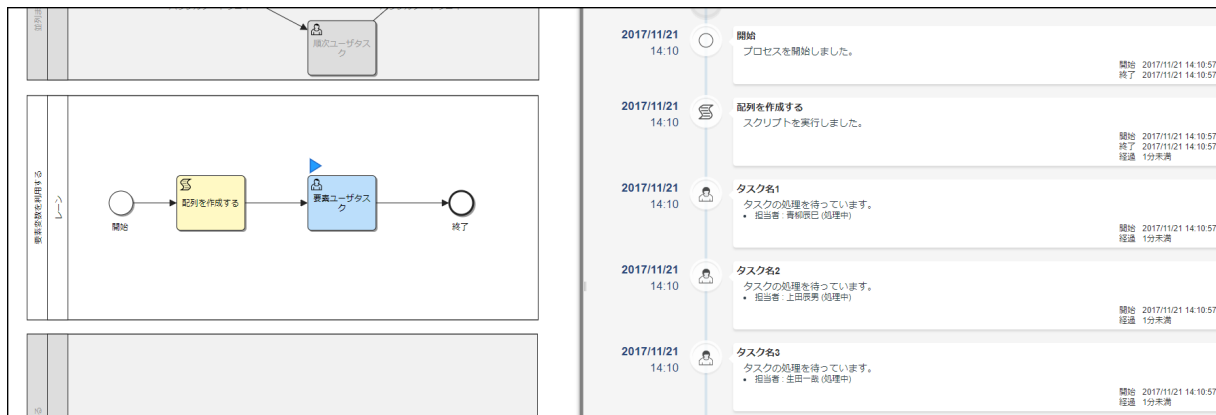 順次ユーザタス
ク
要素変数を利用する
レーン
開始
配列を作成する
要素ユーザタス
ク
終了
2017/11/21
14:10
開始
プロセスを開始しました。
開始 2017/11/21 14:10:57
終了 2017/11/21 14:10:57
2017/11/21
14:10
配列を作成する
スクリプトを実行しました。
開始 2017/11/21 14:10:57
終了 2017/11/21 14:10:57
経過 1分未満
2017/11/21
14:10
タスク名1
タスクの処理を待っています。
• 担当者 : 青柳辰巳 (処理中)
開始 2017/11/21 14:10:57
経過 1分未満
2017/11/21
14:10
タスク名2
タスクの処理を待っています。
• 担当者 : 上田辰男 (処理中)
開始 2017/11/21 14:10:57
経過 1分未満
2017/11/21
14:10
タスク名3
タスクの処理を待っています。
• 担当者 : 生田一哉 (処理中)
開始 2017/11/21 14:10:57
経過 1分未満